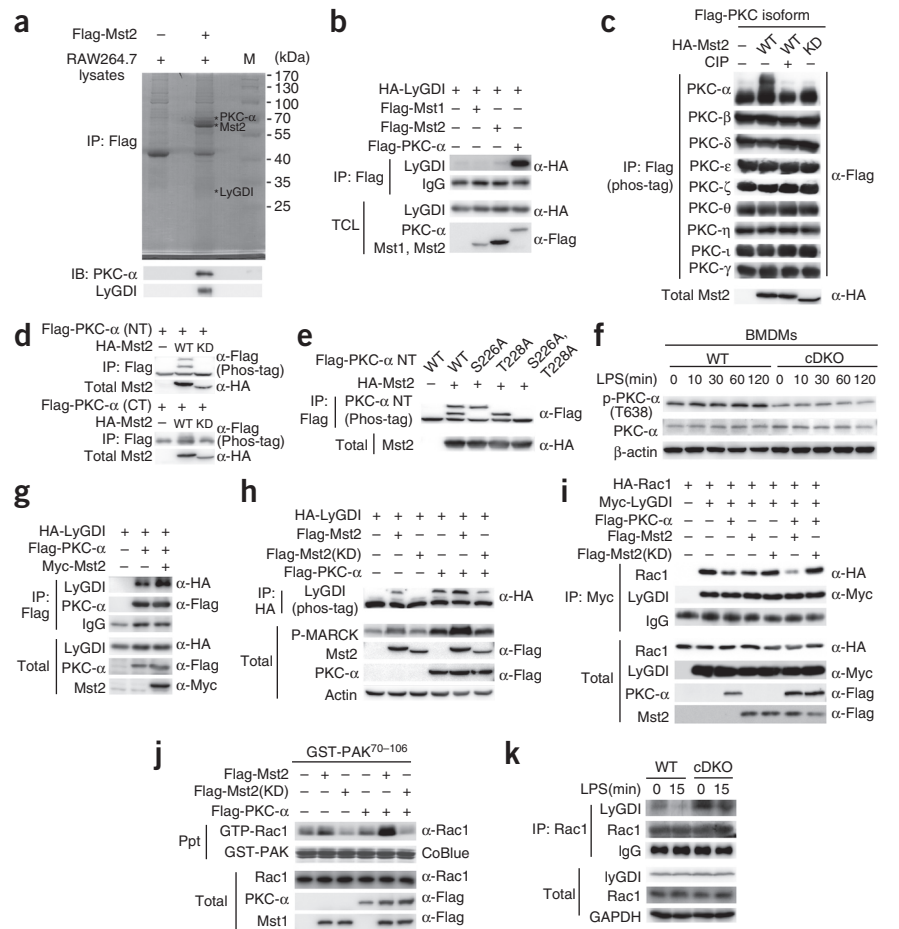 a
Flag-Mst2 – +
RAW264.7 lysates + + M (kDa)
170
130
100
70
55
40
35
25
*PKC-α
*Mst2
IP: Flag
*LyGDI
IB: PKC-α
LyGDI
b
HA-LyGDI + + + +
Flag-Mst1 – + – –
Flag-Mst2 – – + –
Flag-PKC-α – – – +
IP: Flag
LyGDI α-HA
IgG
TCL
LyGDI α-HA
PKC-α
Mst1, Mst2 α-Flag
c
Flag-PKC isoform
HA-Mst2 – WT WT KD
CIP +
IP: Flag (phos-tag)
PKC-α
PKC-β
PKC-δ
PKC-ε
PKC-ζ
PKC-θ
PKC-η
PKC-ι
PKC-γ
α-Flag
Total Mst2 α-HA
d
Flag-PKC-α (NT) + + +
HA-Mst2 – WT KD
IP: Flag α-Flag (Phos-tag)
Total Mst2 α-HA
Flag-PKC-α (CT) + + +
HA-Mst2 – WT KD
IP: Flag α-Flag (Phos-tag)
Total Mst2 α-HA
e
Flag-PKC-α NT WT WT S226A T228A S226A, T228A
HA-Mst2 – + + + +
IP: Flag
PKC-α NT (Phos-tag) α-Flag
Total Mst2 α-HA
f
BMDMs
WT cDKO
LPS(min) 0 10 30 60 120 0 10 30 60 120
p-PKC-α (T638)
PKC-α
β-actin
g
HA-LyGDI + + +
Flag-PKC-α – + +
Myc-Mst2 – – +
IP: Flag
LyGDI α-HA
PKC-α α-Flag
IgG
Total
LyGDI α-HA
PKC-α α-Flag
Mst2 α-Myc
h
HA-LyGDI + + + + + +
Flag-Mst2 – + – – + –
Flag-Mst2(KD) – – + – – +
Flag-PKC-α – – – + + +
IP: HA
LyGDI (phos-tag) α-HA
Total
P-MARCK
Mst2 α-Flag
PKC-α α-Flag
Actin
i
HA-Rac1 + + + + + + +
Myc-LyGDI – + + + + + +
Flag-PKC-α – – + – – + +
Flag-Mst2 – – – + – + –
Flag-Mst2(KD) – – – – + – +
IP: Myc
Rac1 α-HA
LyGDI α-Myc
IgG
Total
Rac1 α-HA
LyGDI α-Myc
PKC-α α-Flag
Mst2 α-Flag
j
GST-PAK70–106
Flag-Mst2 – + – – + –
Flag-Mst2(KD) – – + – – +
Flag-PKC-α – – – + + +
Ppt
GTP-Rac1 α-Rac1
GST-PAK CoBlue
Total
Rac1 α-Rac1
PKC-α α-Flag
Mst1 α-Flag
k
WT cDKO
LPS(min) 0 15 0 15
IP: Rac1
LyGDI
Rac1
IgG
Total
lyGDI
Rac1
GAPDH